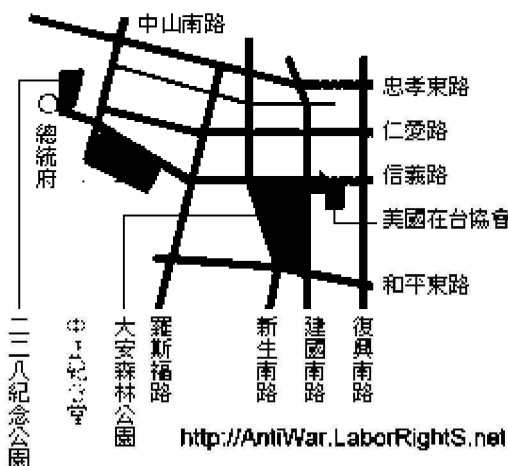 中山南路
忠孝東路
仁愛路
信義路
美國在台協會
和平東路
總統府
二二八紀念公園
大安森林公園
羅斯福路
新生南路
建國南路
復興南路
http://AntiWar.LaborRightS.net